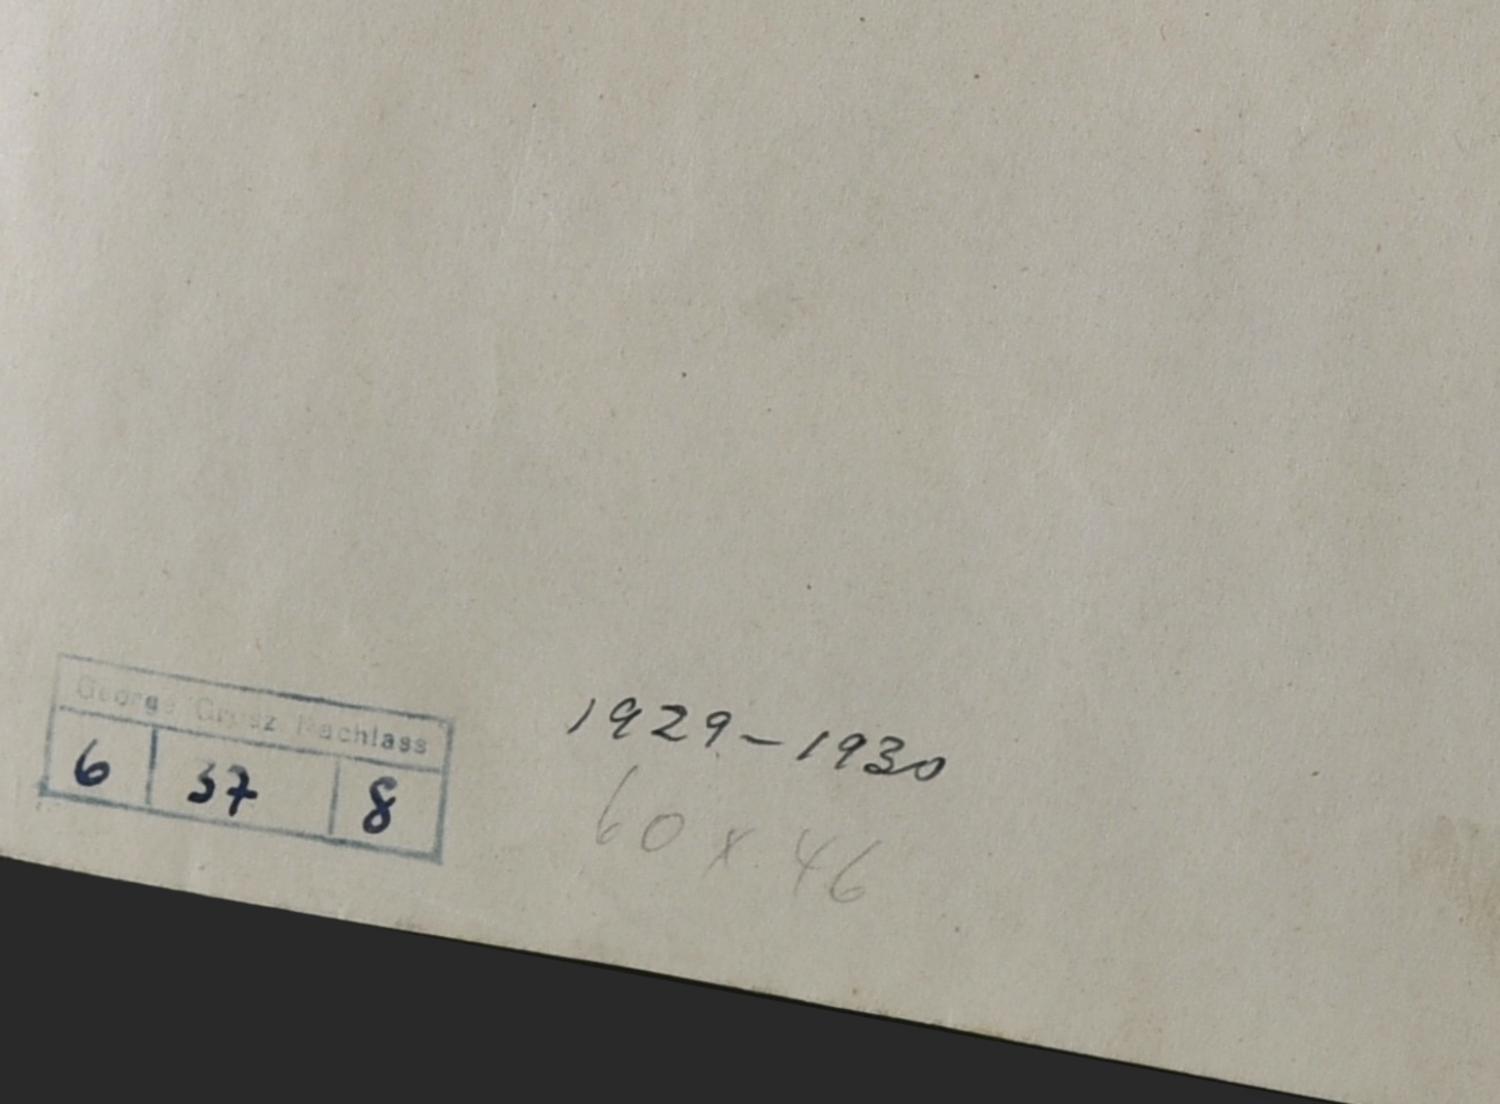 George Grosz Nachlass
6 37 8
1929-1930
60 x 46